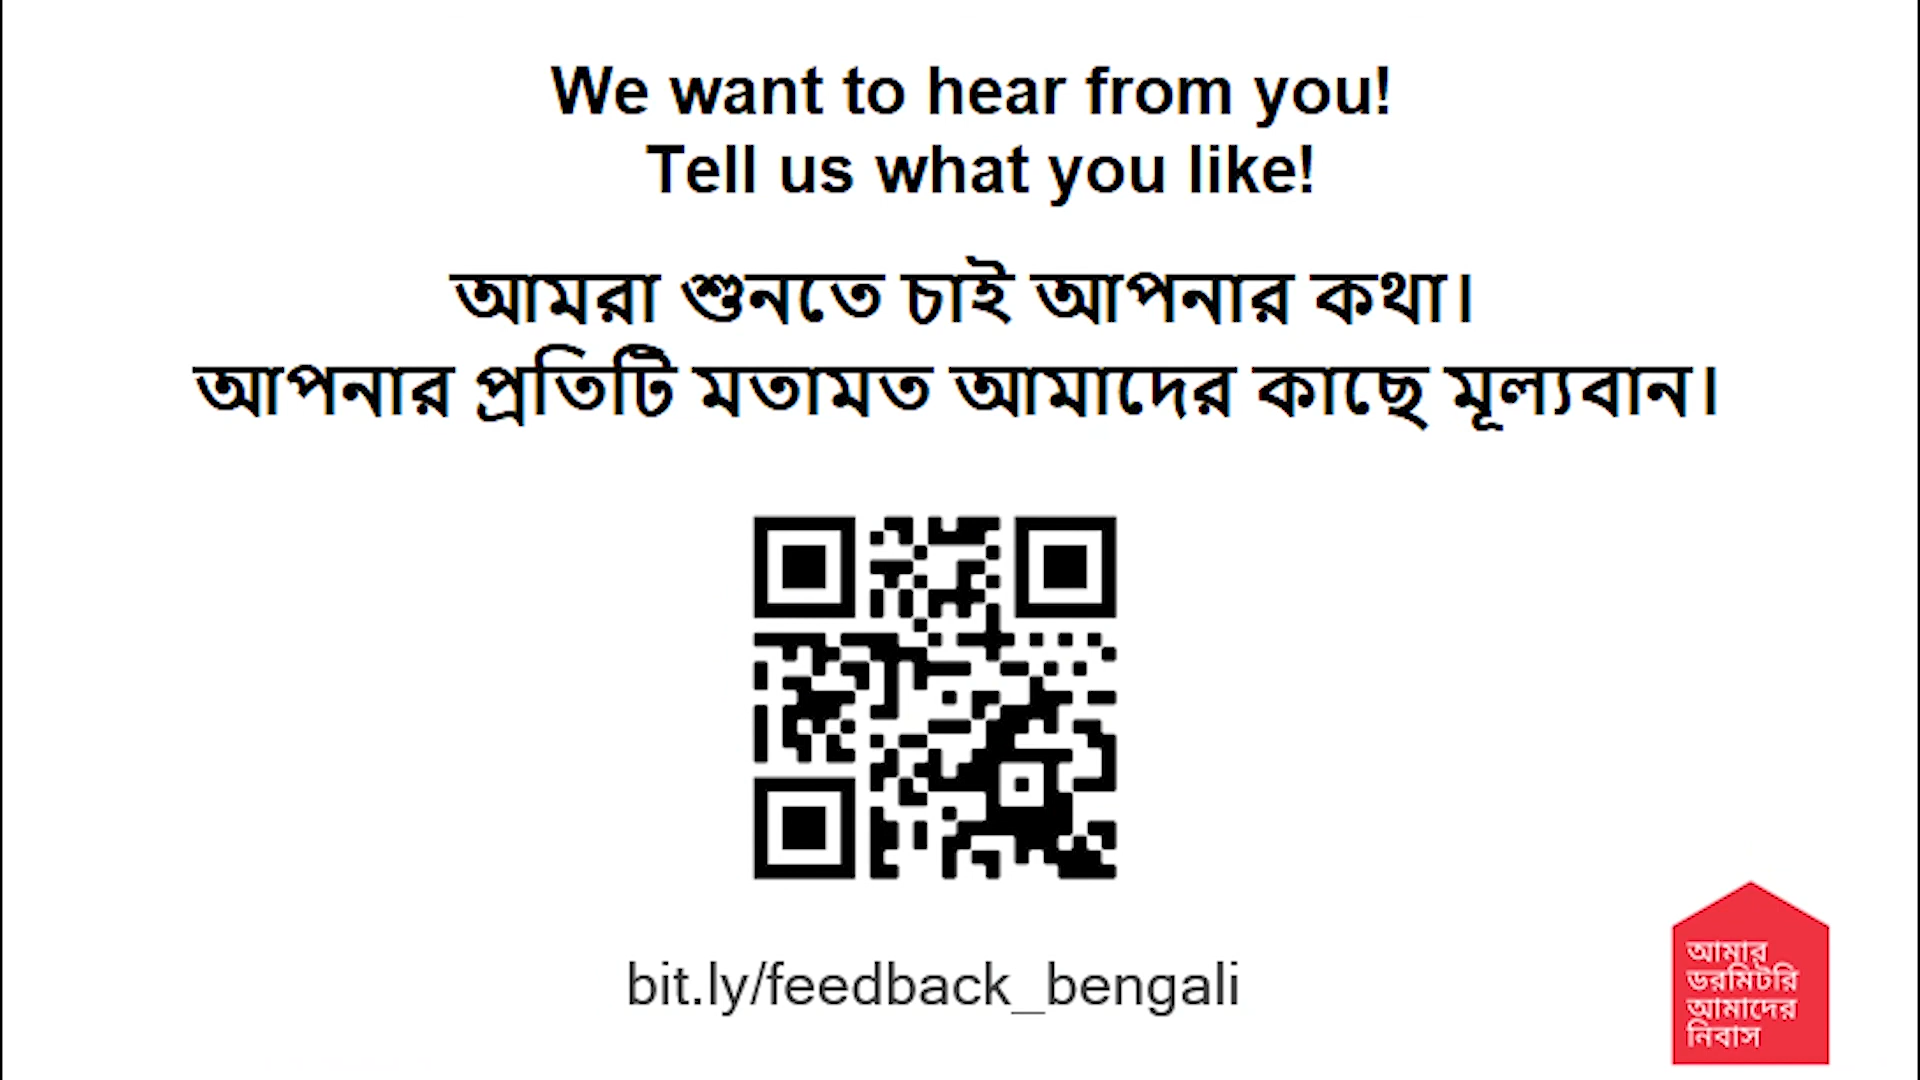 We want to hear from you!
Tell us what you like!
আমরা শুনতে চাই আপনার কথা।
আপনার প্রতিটি মতামত আমাদের কাছে মূল্যবান।
bit.ly/feedback_bengali
আমার
ডরমিটরি
আমাদের
নিবাস